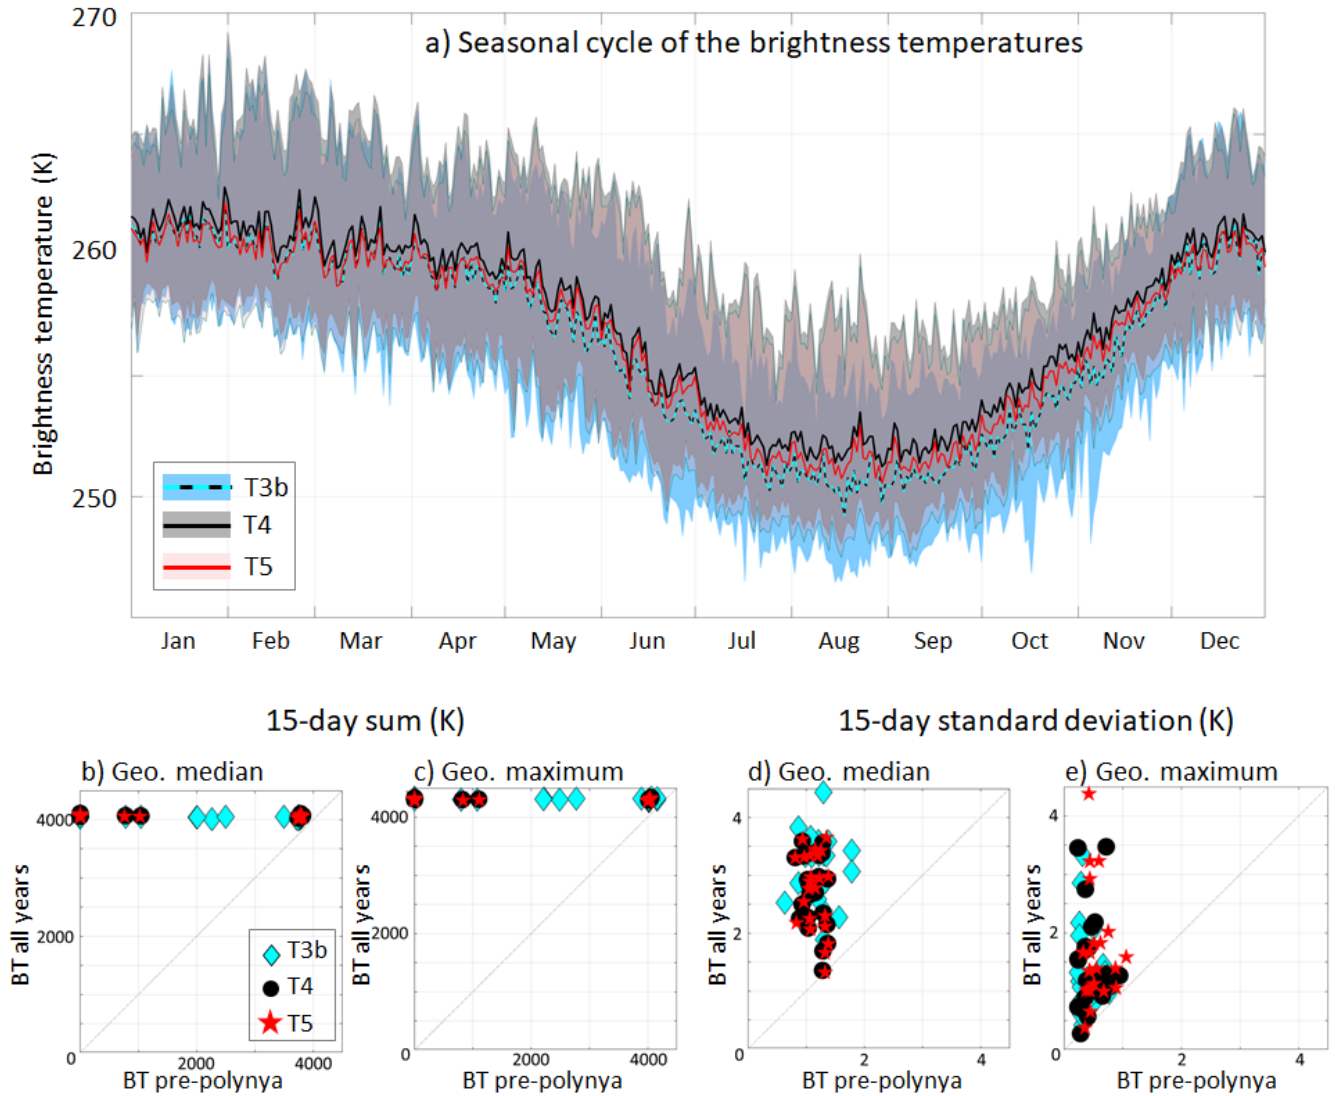 270
a) Seasonal cycle of the brightness temperatures
260
250
Brightness temperature (K)
T3b
T4
T5
Jan Feb Mar Apr May Jun Jul Aug Sep Oct Nov Dec
15-day sum (K)
15-day standard deviation (K)
b) Geo. median
c) Geo. maximum
d) Geo. median
e) Geo. maximum
BT all years
4000
2000
0
T3b
T4
T5
2000 4000
BT pre-polynya
BT all years
4000
2000
0
2000 4000
BT pre-polynya
BT all years
4
2
0
2 4
BT pre-polynya
BT all years
4
2
0
2 4
BT pre-polynya